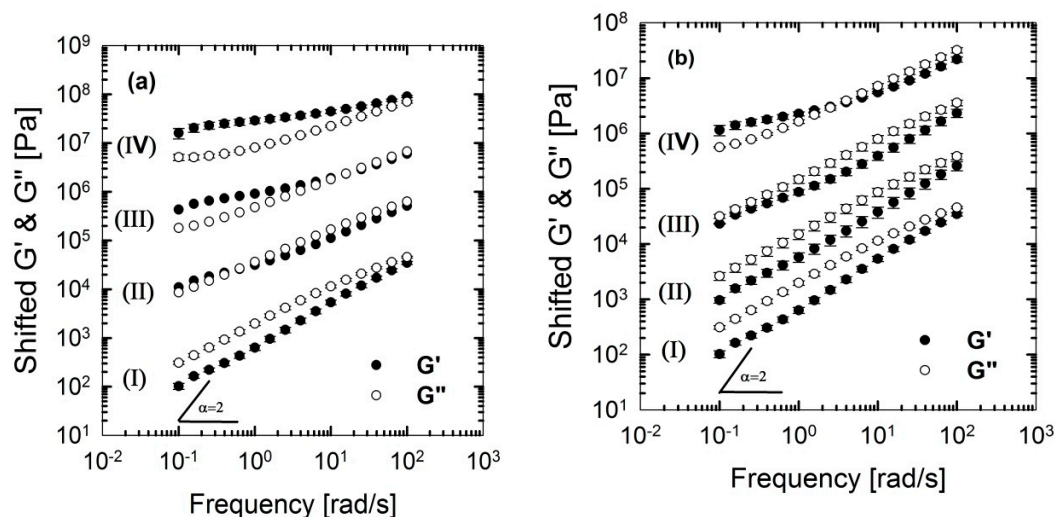 (a)
10⁹
10⁸
10⁷
10⁶
10⁵
10⁴
10³
10²
10¹
Shifted G' & G" [Pa]
(IV)
(III)
(II)
(I)
α=2
G'
G"
10⁻²
10⁻¹
10⁰
10¹
10²
10³
Frequency [rad/s]
(b)
10⁸
10⁷
10⁶
10⁵
10⁴
10³
10²
10¹
Shifted G' & G" [Pa]
(IV)
(III)
(II)
(I)
α=2
G'
G"
10⁻²
10⁻¹
10⁰
10¹
10²
10³
Frequency [rad/s]